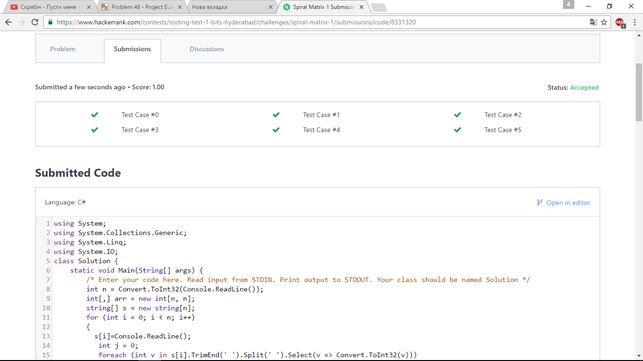 Скрябін - Пусти мене -
Problem 48 - Project Eul
Нова вкладка
Spiral Matrix 1 Submissio
https://www.hackerrank.com/contests/coding-test-1-bits-hyderabad/challenges/spiral-matrix-1/submissions/code/8331320
Problem
Submissions
Discussions
Submitted a few seconds ago • Score: 1.00
Status: Accepted
Test Case #0
Test Case #1
Test Case #2
Test Case #3
Test Case #4
Test Case #5
Submitted Code
Language: C#
Open in editor
1 using System;
2 using System.Collections.Generic;
3 using System.Linq;
4 using System.IO;
5 class Solution {
6 static void Main(String[] args) {
7 /* Enter your code here. Read input from STDIN. Print output to STDOUT. Your class should be named Solution */
8 int n = Convert.ToInt32(Console.ReadLine());
9 int[,] arr = new int[n, n];
10 string[] s = new string[n];
11 for (int i = 0; i < n; i++)
12 {
13 s[i]=Console.ReadLine();
14 int j = 0;
15 foreach (int v in s[i].TrimEnd(' ').Split(' ').Select(v => Convert.ToInt32(v)))